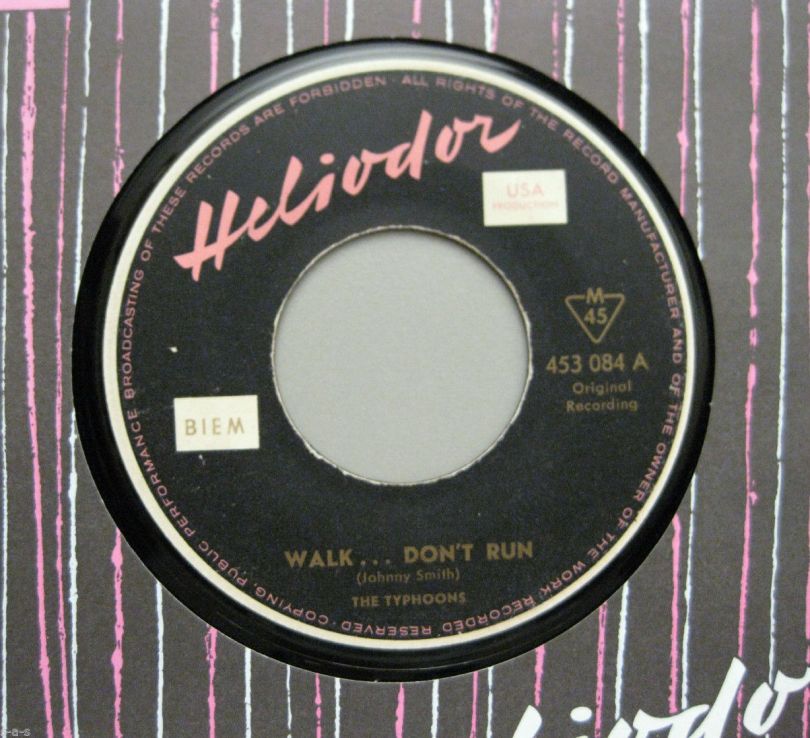 Heliodor
USA
PRODUCTION
M
45
453 084 A
Original
Recording
BIEM
WALK... DON'T RUN
(Johnny Smith)
THE TYPHOONS
ALL RIGHTS OF THE RECORD MANUFACTURER AND OF THE OWNER OF THE WORK RECORDED RESERVED · COPYING, PUBLIC PERFORMANCE BROADCASTING OF THESE RECORDS ARE FORBIDDEN ·
liodo
-a-s